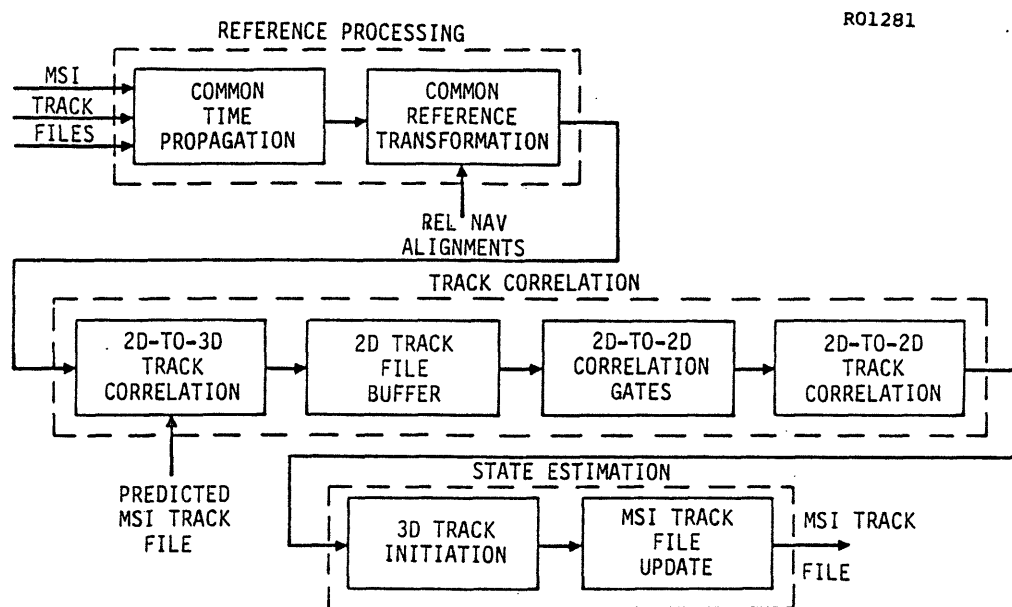 R01281
REFERENCE PROCESSING
MSI
TRACK
FILES
COMMON
TIME
PROPAGATION
COMMON
REFERENCE
TRANSFORMATION
REL NAV
ALIGNMENTS
TRACK CORRELATION
2D-TO-3D
TRACK
CORRELATION
2D TRACK
FILE
BUFFER
2D-TO-2D
CORRELATION
GATES
2D-TO-2D
TRACK
CORRELATION
PREDICTED
MSI TRACK
FILE
STATE ESTIMATION
3D TRACK
INITIATION
MSI TRACK
FILE
UPDATE
MSI TRACK
FILE